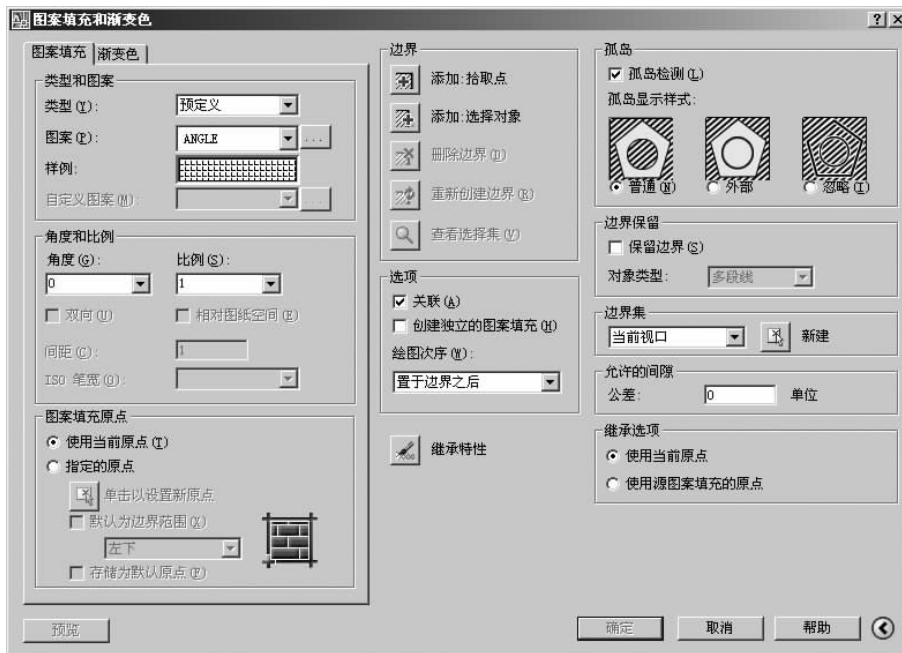 图案填充和渐变色
图案填充 渐变色
类型和图案
类型(Y): 预定义
图案(P): ANGLE ...
样例:
自定义图案(M): ...
角度和比例
角度(G): 比例(S):
0 1
双向(U) 相对图纸空间(E)
间距(C): 1
ISO 笔宽(O):
图案填充原点
使用当前原点(T)
指定的原点
单击以设置新原点
默认为边界范围(X)
左下
存储为默认原点(F)
预览
边界
添加:拾取点
添加:选择对象
删除边界(D)
重新创建边界(R)
查看选择集(V)
选项
关联(A)
创建独立的图案填充(H)
绘图次序(W):
置于边界之后
继承特性
孤岛
孤岛检测(L)
孤岛显示样式:
普通(N) 外部 忽略(I)
边界保留
保留边界(S)
对象类型: 多段线
边界集
当前视口 新建
允许的间隙
公差: 0 单位
继承选项
使用当前原点
使用源图案填充的原点
确定 取消 帮助